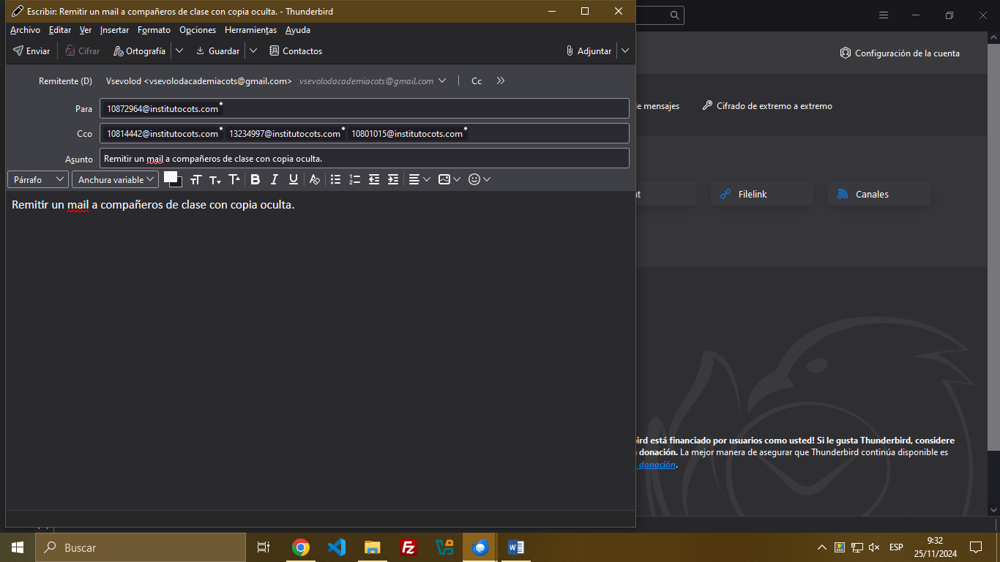 Escribir: Remitir un mail a compañeros de clase con copia oculta. - Thunderbird
Archivo Editar Ver Insertar Formato Opciones Herramientas Ayuda
Enviar Cifrar Ortografía Guardar Contactos Adjuntar
Remitente (D) Vsevolod <vsevolodacademiacots@gmail.com> vsevolodacademiacots@gmail.com Cc
Para 10872964@institutocots.com
Cco 10814442@institutocots.com 13234997@institutocots.com 10801015@institutocots.com
Asunto Remitir un mail a compañeros de clase con copia oculta.
Párrafo Anchura variable
Remitir un mail a compañeros de clase con copia oculta.
Configuración de la cuenta
e mensajes Cifrado de extremo a extremo
Filelink Canales
bird está financiado por usuarios como usted! Si le gusta Thunderbird, considere
donación. La mejor manera de asegurar que Thunderbird continúa disponible es
donación.
Buscar ESP 9:32
25/11/2024